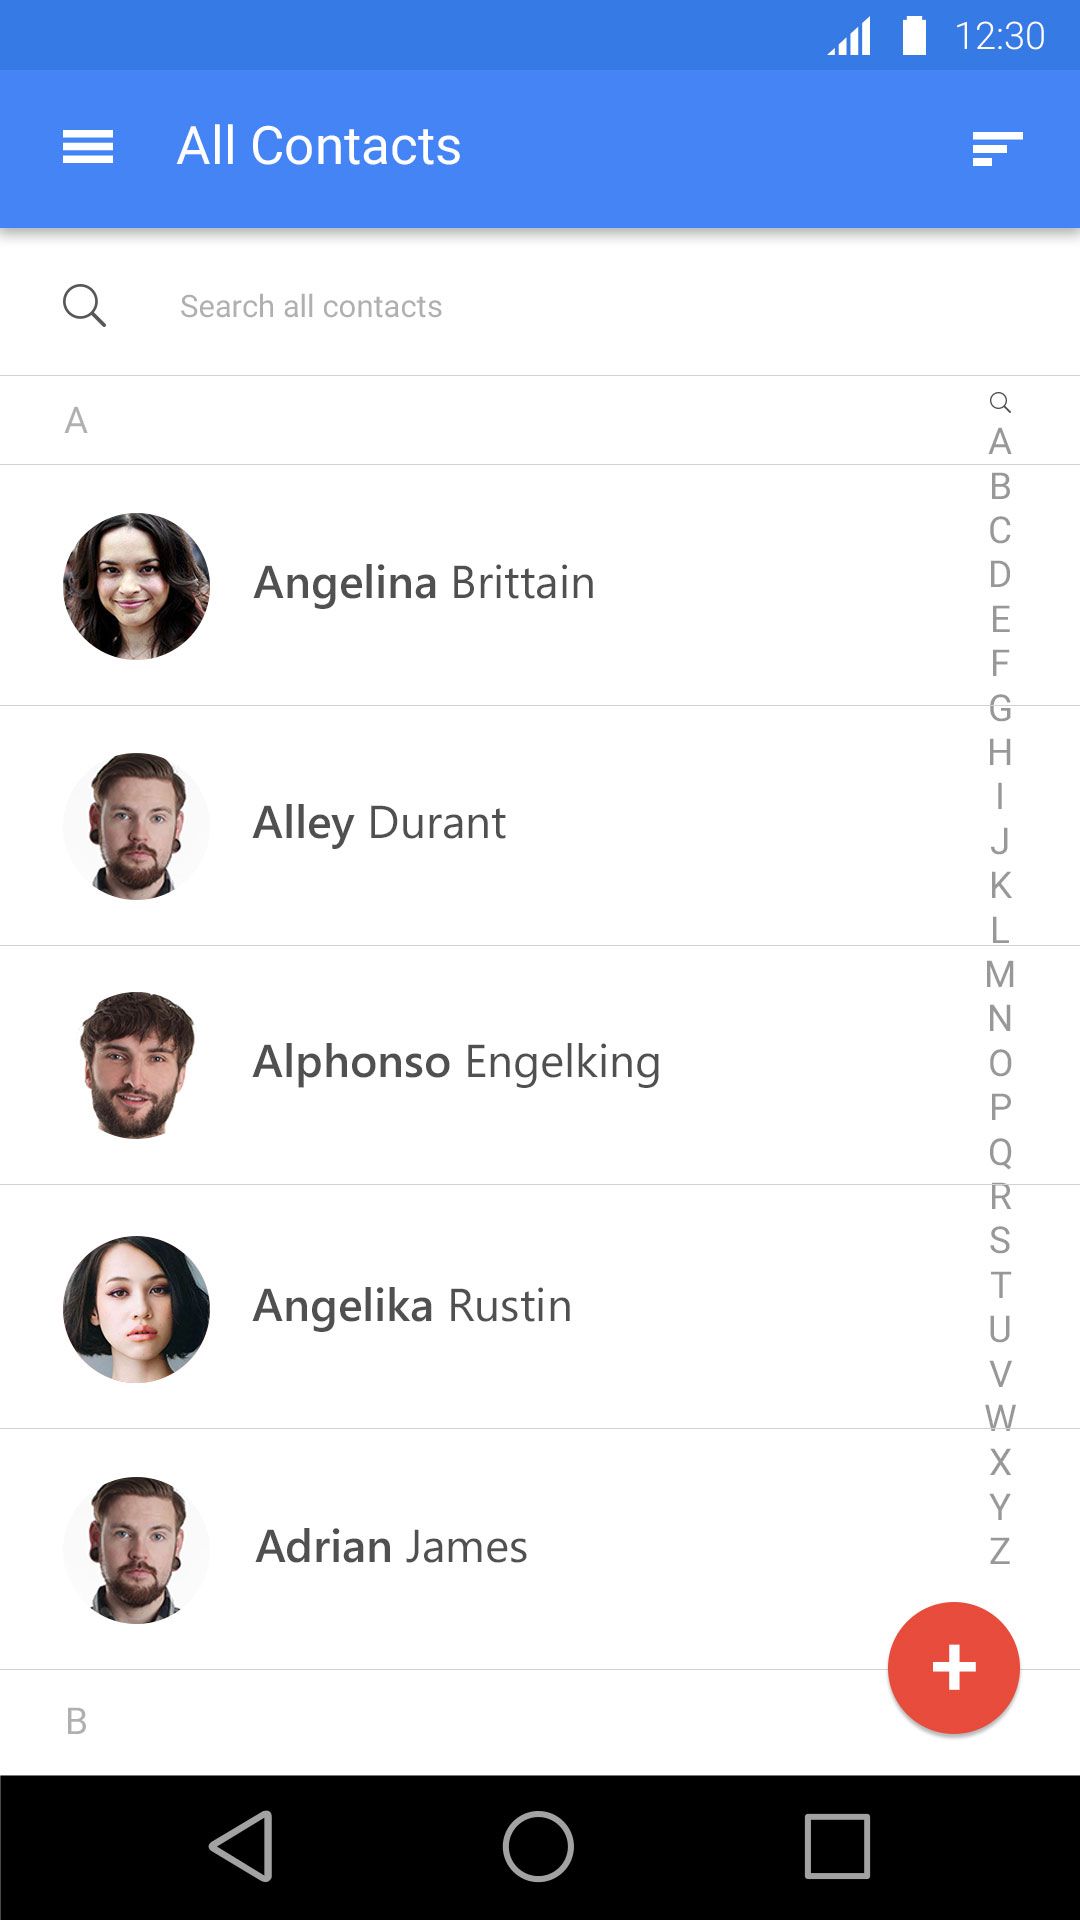 12:30
All Contacts
Search all contacts
A
Angelina Brittain
Alley Durant
Alphonso Engelking
Angelika Rustin
Adrian James
B
A
B
C
D
E
F
G
H
I
J
K
L
M
N
O
P
Q
R
S
T
U
V
W
X
Y
Z